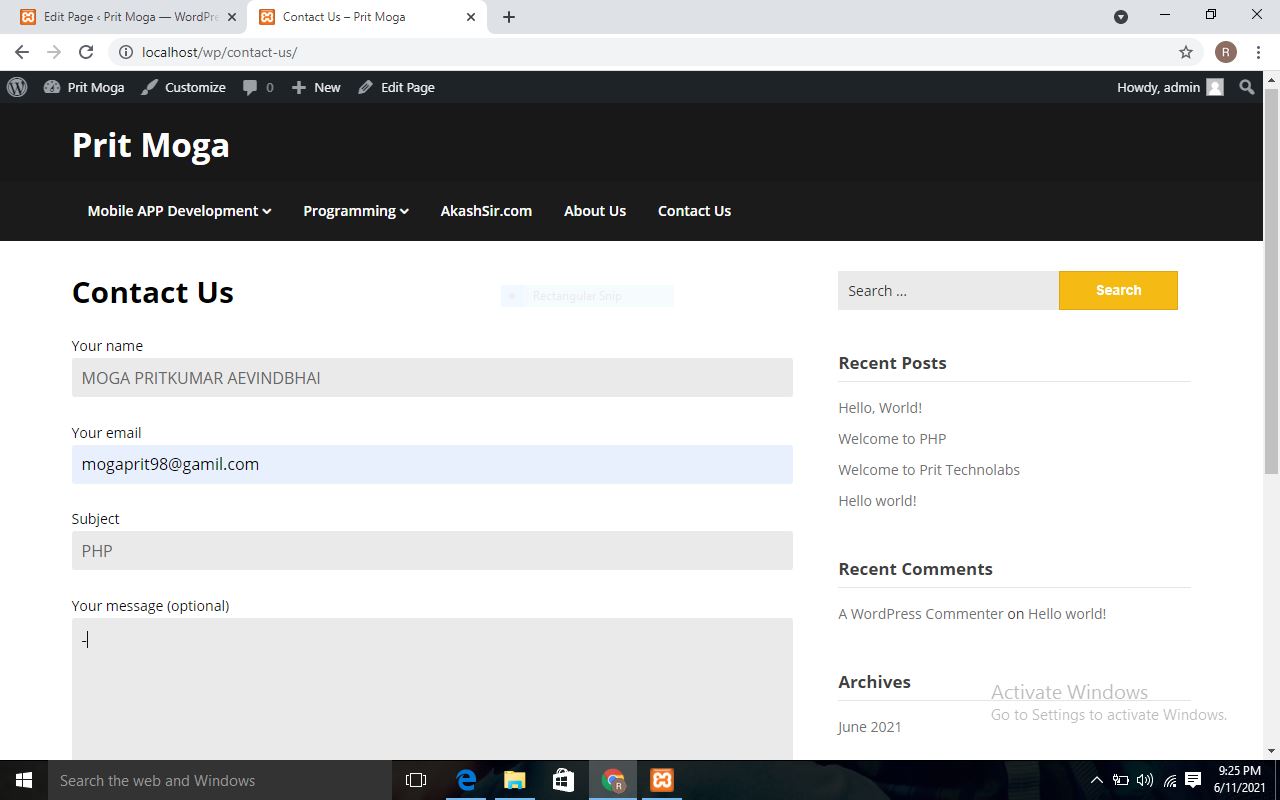 Edit Page ‹ Prit Moga — WordPre
Contact Us – Prit Moga
localhost/wp/contact-us/
R
Prit Moga
Customize
0
New
Edit Page
Howdy, admin
Prit Moga
Mobile APP Development
Programming
AkashSir.com
About Us
Contact Us
Contact Us
Rectangular Snip
Your name
MOGA PRITKUMAR AEVINDBHAI
Your email
mogaprit98@gamil.com
Subject
PHP
Your message (optional)
-
Search …
Search
Recent Posts
Hello, World!
Welcome to PHP
Welcome to Prit Technolabs
Hello world!
Recent Comments
A WordPress Commenter on Hello world!
Archives
June 2021
Activate Windows
Go to Settings to activate Windows.
Search the web and Windows
R
9:25 PM
6/11/2021